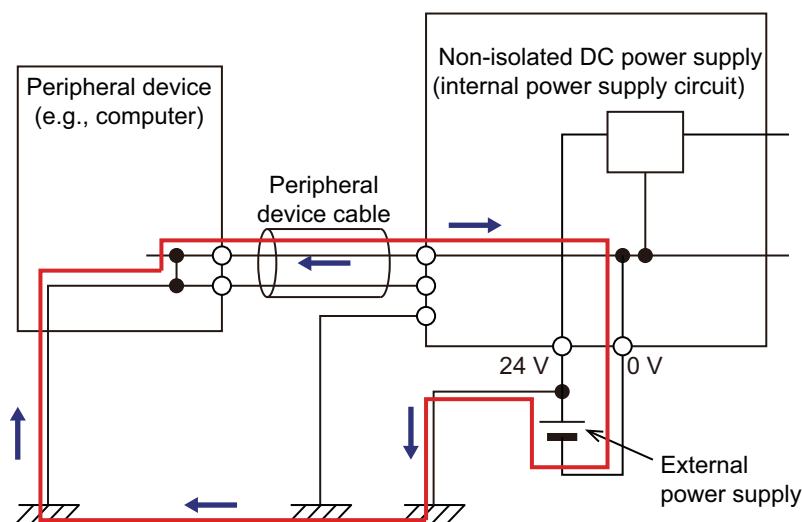 Non-isolated DC power supply
(internal power supply circuit)
Peripheral device
(e.g., computer)
Peripheral
device cable
24 V
0 V
External
power supply